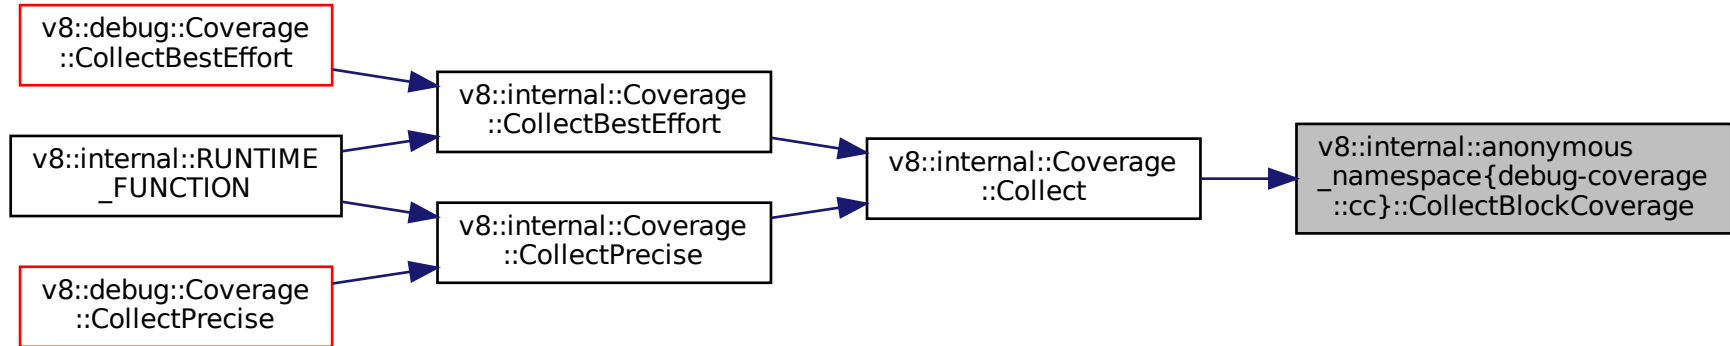 v8::debug::Coverage
::CollectBestEffort
v8::internal::RUNTIME
_FUNCTION
v8::debug::Coverage
::CollectPrecise
v8::internal::Coverage
::CollectBestEffort
v8::internal::Coverage
::CollectPrecise
v8::internal::Coverage
::Collect
v8::internal::anonymous
_namespace{debug-coverage
::cc}::CollectBlockCoverage